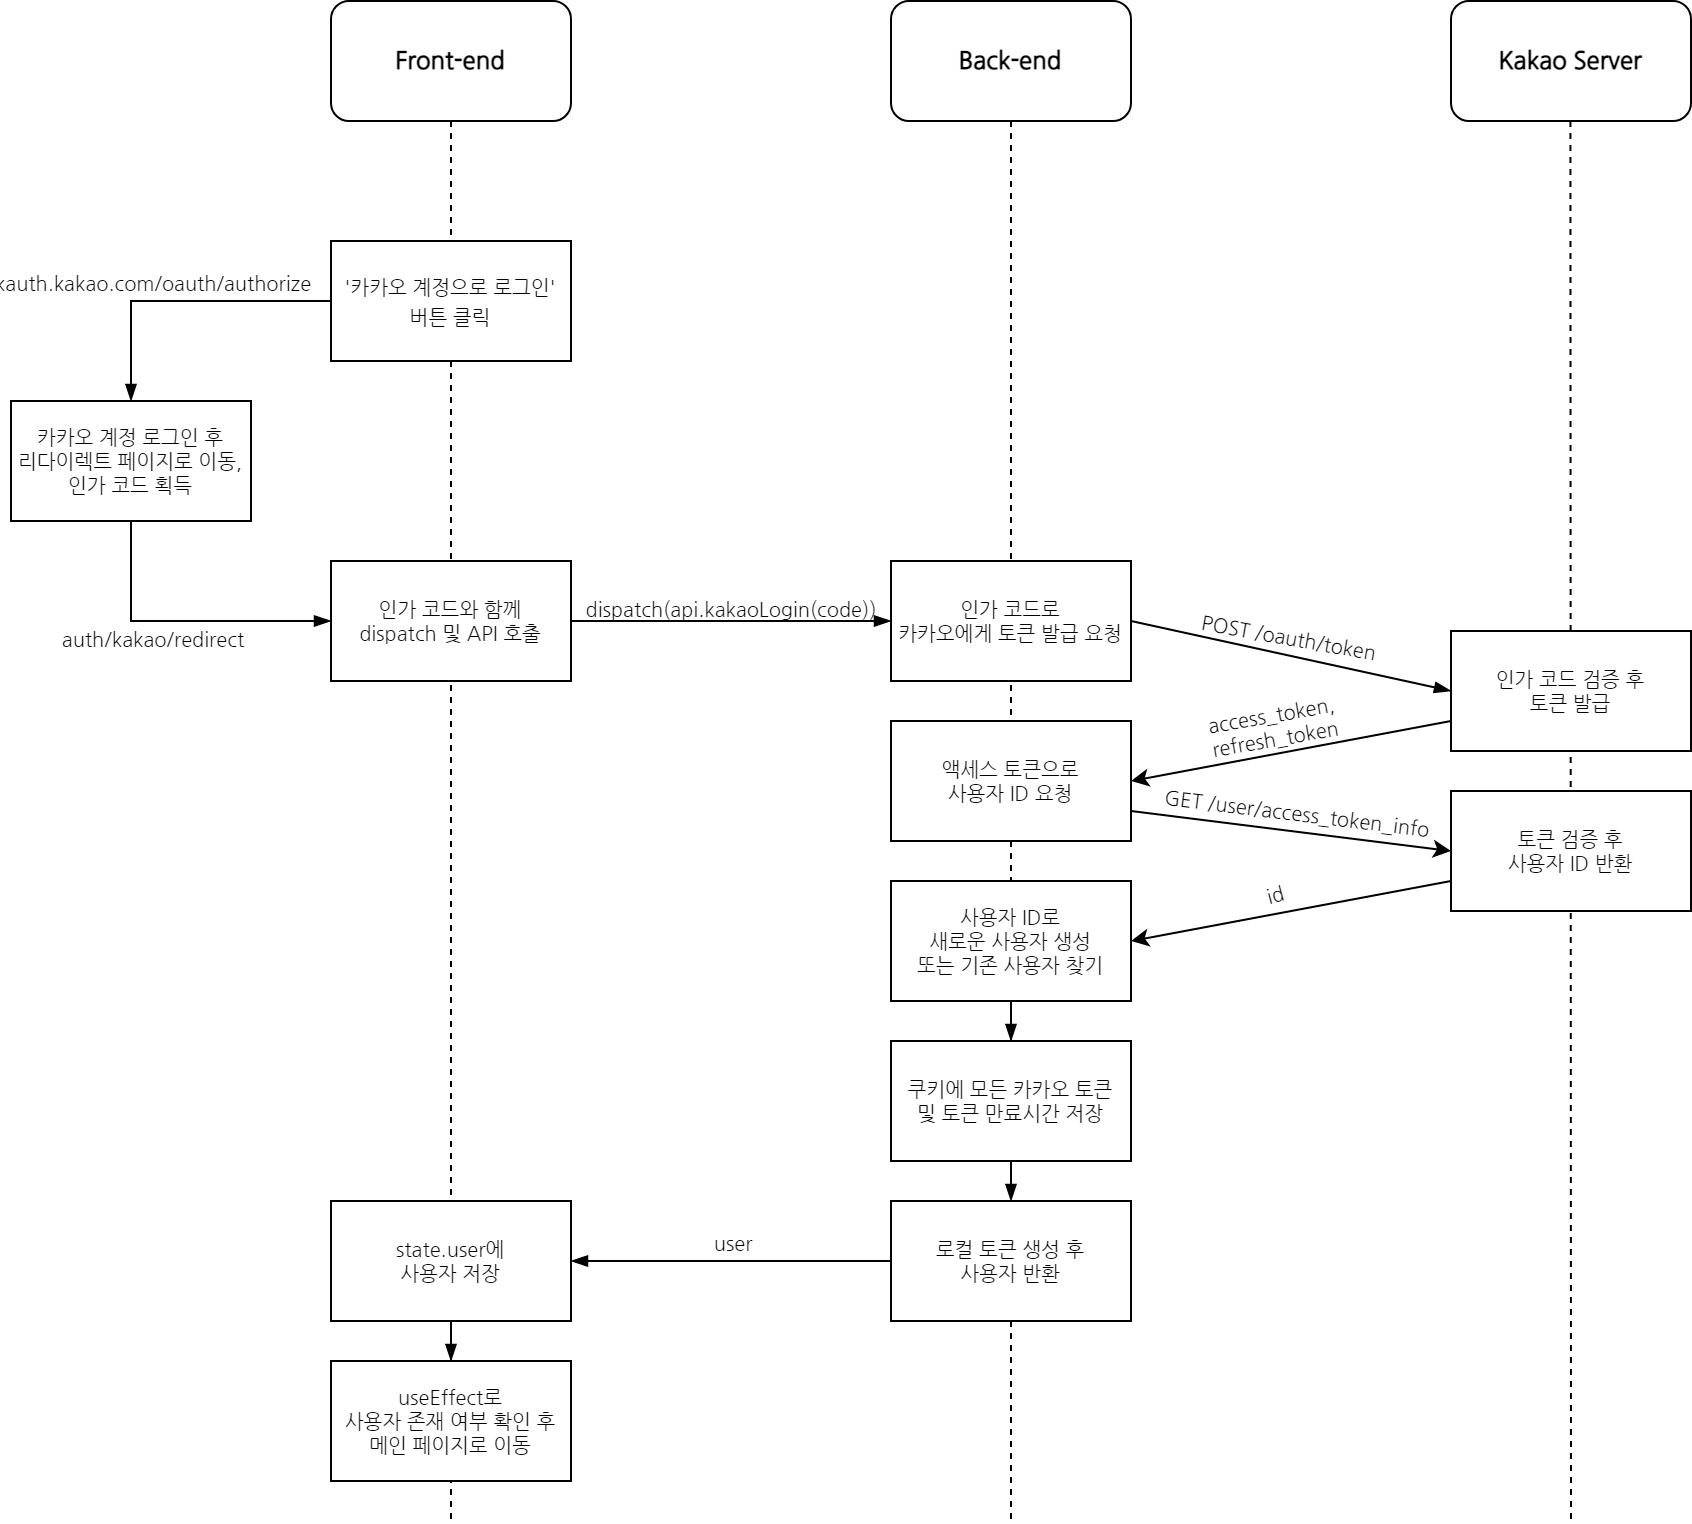 Front-end
Back-end
Kakao Server
'카카오 계정으로 로그인'
버튼 클릭
kauth.kakao.com/oauth/authorize
카카오 계정 로그인 후
리다이렉트 페이지로 이동,
인가 코드 획득
auth/kakao/redirect
인가 코드와 함께
dispatch 및 API 호출
dispatch(api.kakaoLogin(code))
인가 코드로
카카오에게 토큰 발급 요청
POST /oauth/token
인가 코드 검증 후
토큰 발급
access_token,
refresh_token
액세스 토큰으로
사용자 ID 요청
GET /user/access_token_info
토큰 검증 후
사용자 ID 반환
id
사용자 ID로
새로운 사용자 생성
또는 기존 사용자 찾기
쿠키에 모든 카카오 토큰
및 토큰 만료시간 저장
로컬 토큰 생성 후
사용자 반환
user
state.user에
사용자 저장
useEffect로
사용자 존재 여부 확인 후
메인 페이지로 이동